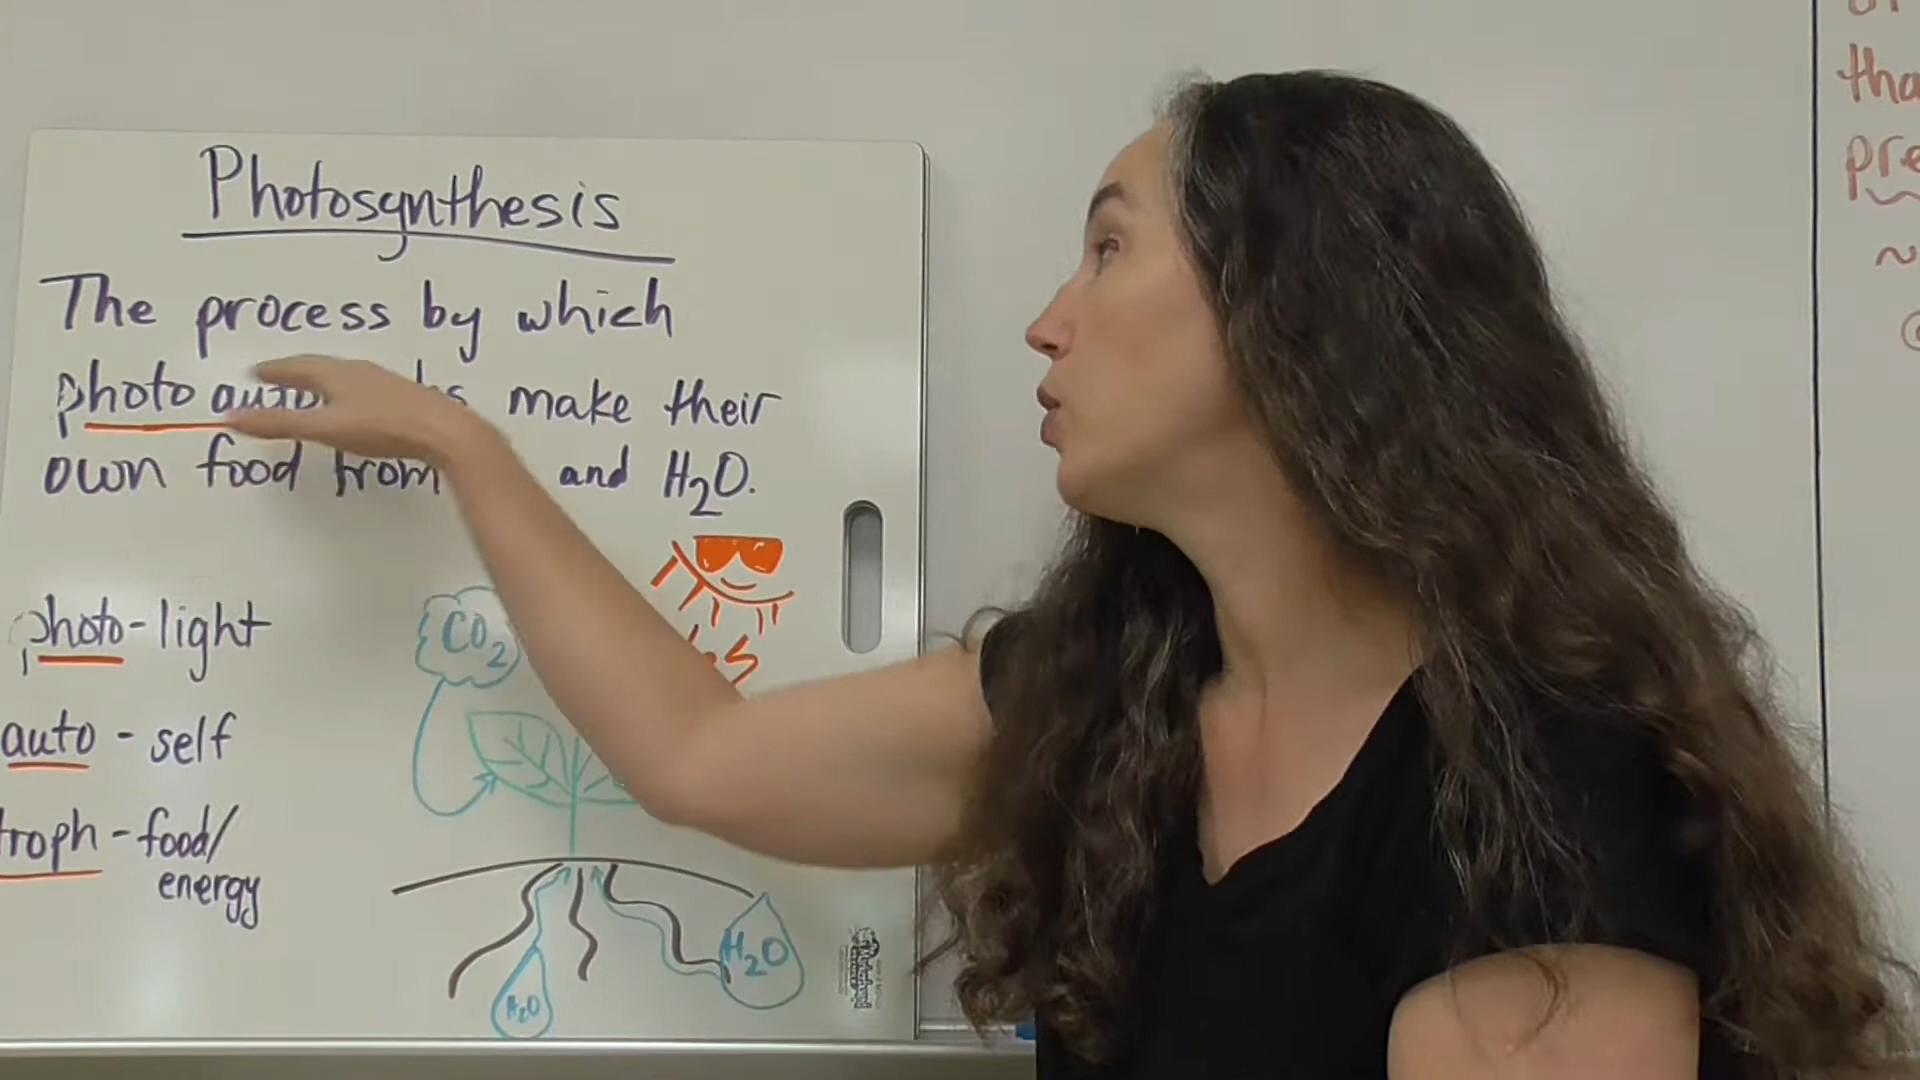 Photosynthesis
The process by which
photoauto make their
own food from and H₂O.
photo - light
auto - self
troph - food/
energy
CO₂
H₂O
H₂O
tha
pre